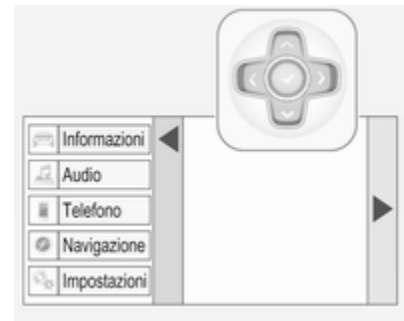 Informazioni
Audio
Telefono
Navigazione
Impostazioni